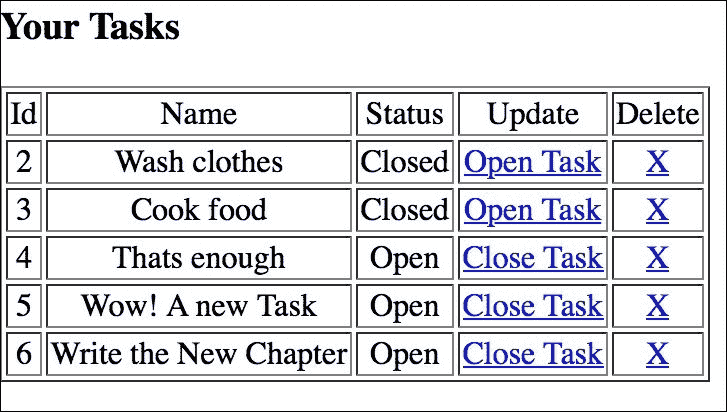 Your Tasks
Id Name Status Update Delete
2 Wash clothes Closed Open Task X
3 Cook food Closed Open Task X
4 Thats enough Open Close Task X
5 Wow! A new Task Open Close Task X
6 Write the New Chapter Open Close Task X